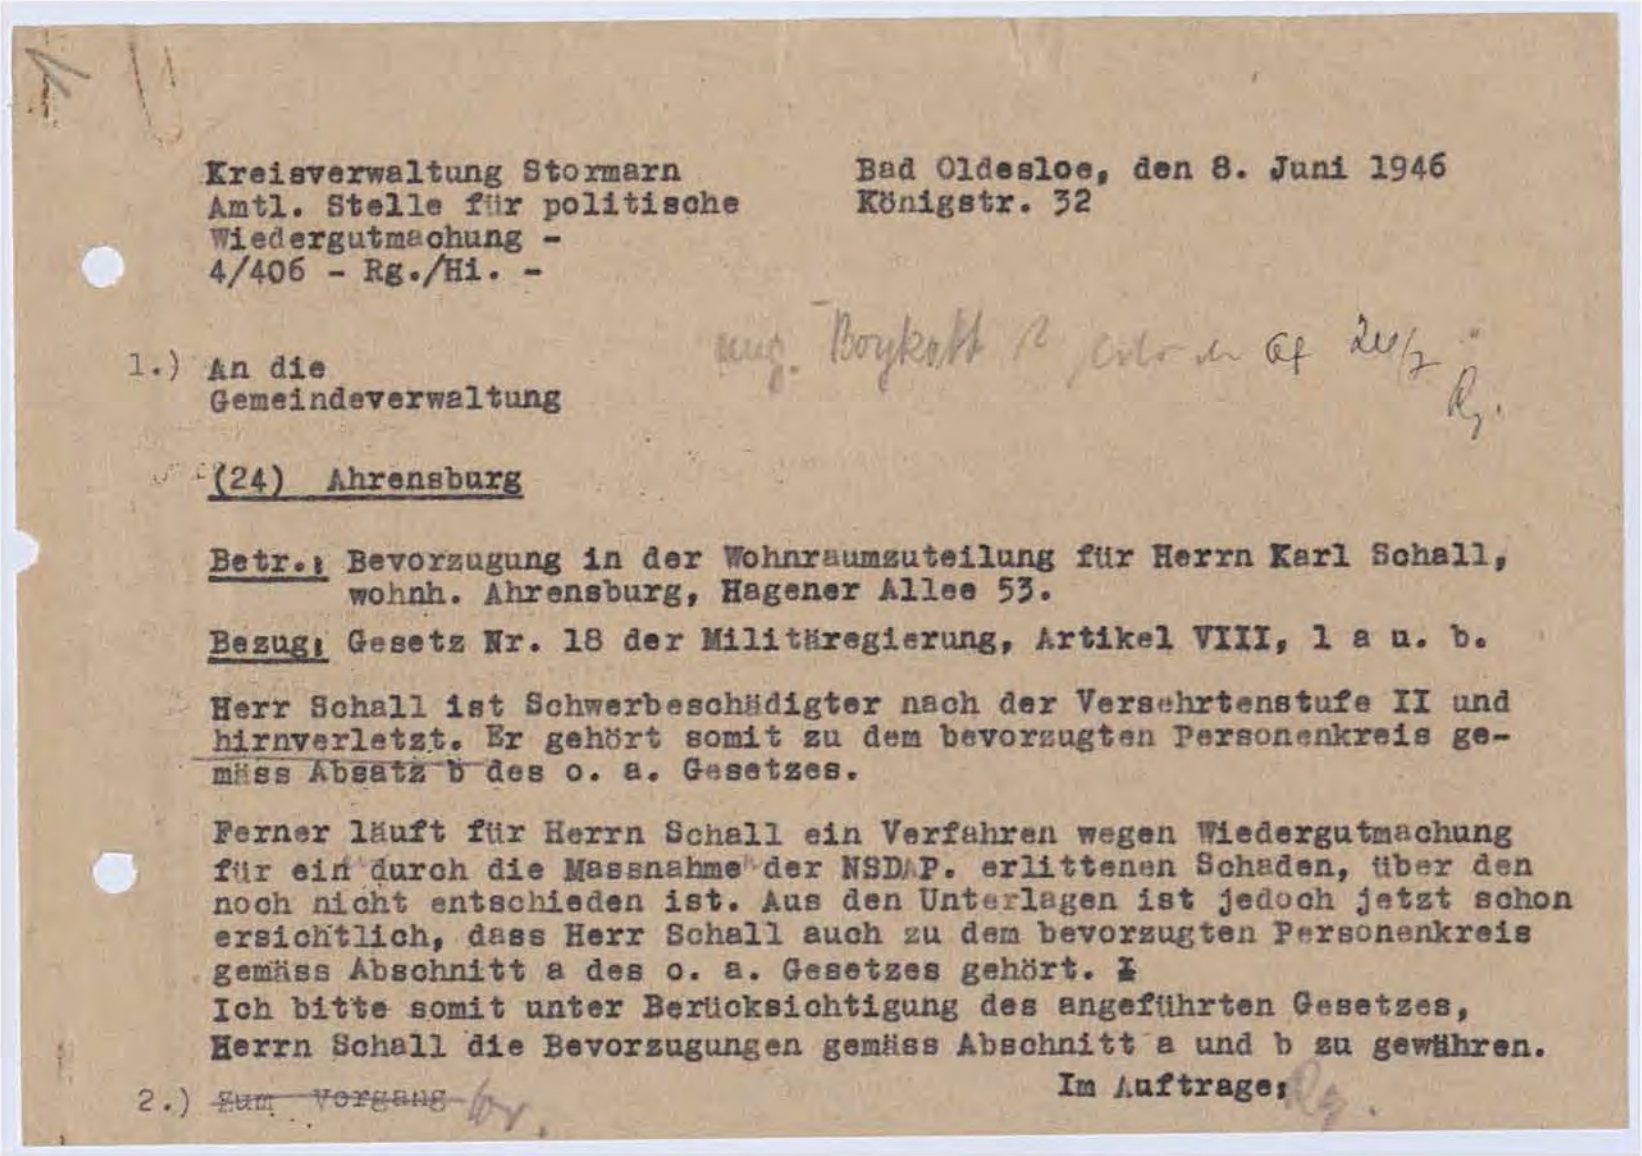 Kreisverwaltung Stormarn
Amtl. Stelle für politische
Wiedergutmachung -
4/406 - Rg./Hi. -
Bad Oldesloe, den 8. Juni 1946
Königstr. 32
Boykott
Rg.
1.) An die
Gemeindeverwaltung
(24) Ahrensburg
Betr.: Bevorzugung in der Wohnraumzuteilung für Herrn Karl Schall,
wohnh. Ahrensburg, Hagener Allee 53.
Bezug: Gesetz Nr. 18 der Militäregierung, Artikel VIII, 1 a u. b.
Herr Schall ist Schwerbeschädigter nach der Versehrtenstufe II und
hirnverletzt. Er gehört somit zu dem bevorzugten Personenkreis ge-
mäss Absatz b des o. a. Gesetzes.
Ferner läuft für Herrn Schall ein Verfahren wegen Wiedergutmachung
für ein durch die Massnahme der NSDAP. erlittenen Schaden, über den
noch nicht entschieden ist. Aus den Unterlagen ist jedoch jetzt schon
ersichtlich, dass Herr Schall auch zu dem bevorzugten Personenkreis
gemäss Abschnitt a des o. a. Gesetzes gehört.
Ich bitte somit unter Berücksichtigung des angeführten Gesetzes,
Herrn Schall die Bevorzugungen gemäss Abschnitt a und b zu gewähren.
Im Auftrage: Rg.
2.) zum Vorgang